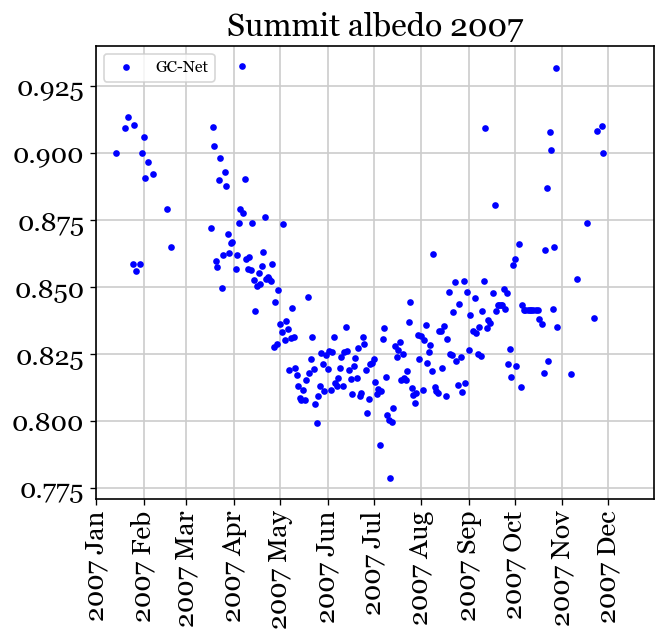 Summit albedo 2007
GC-Net
0.925
0.900
0.875
0.850
0.825
0.800
0.775
2007 Jan
2007 Feb
2007 Mar
2007 Apr
2007 May
2007 Jun
2007 Jul
2007 Aug
2007 Sep
2007 Oct
2007 Nov
2007 Dec